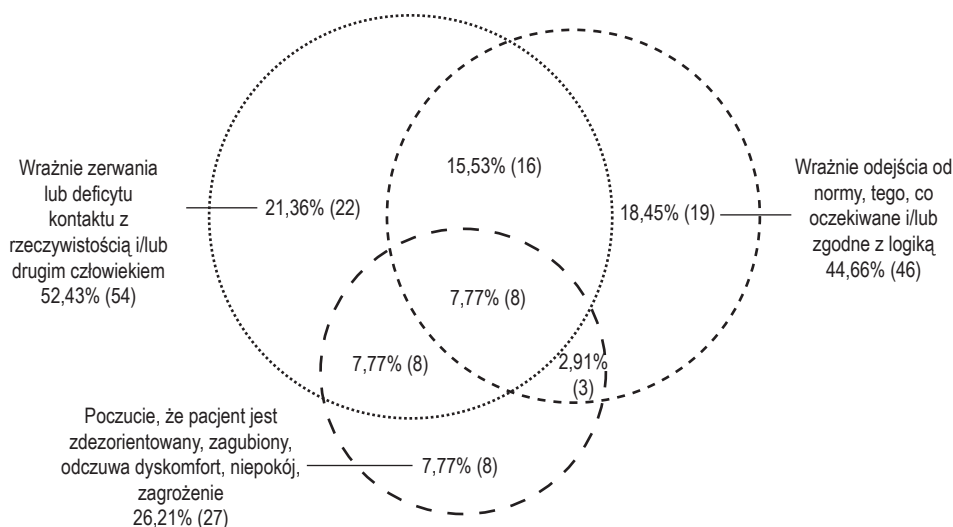 Wrażnie zerwania
lub deficytu
kontaktu z
rzeczywistością i/lub
drugim człowiekiem
52,43% (54)
21,36% (22)
15,53% (16)
18,45% (19)
Wrażnie odejścia od
normy, tego, co
oczekiwane i/lub
zgodne z logiką
44,66% (46)
7,77% (8)
7,77% (8)
2,91%
(3)
Poczucie, że pacjent jest
zdezorientowany, zagubiony,
odczuwa dyskomfort, niepokój,
zagrożenie
26,21% (27)
7,77% (8)